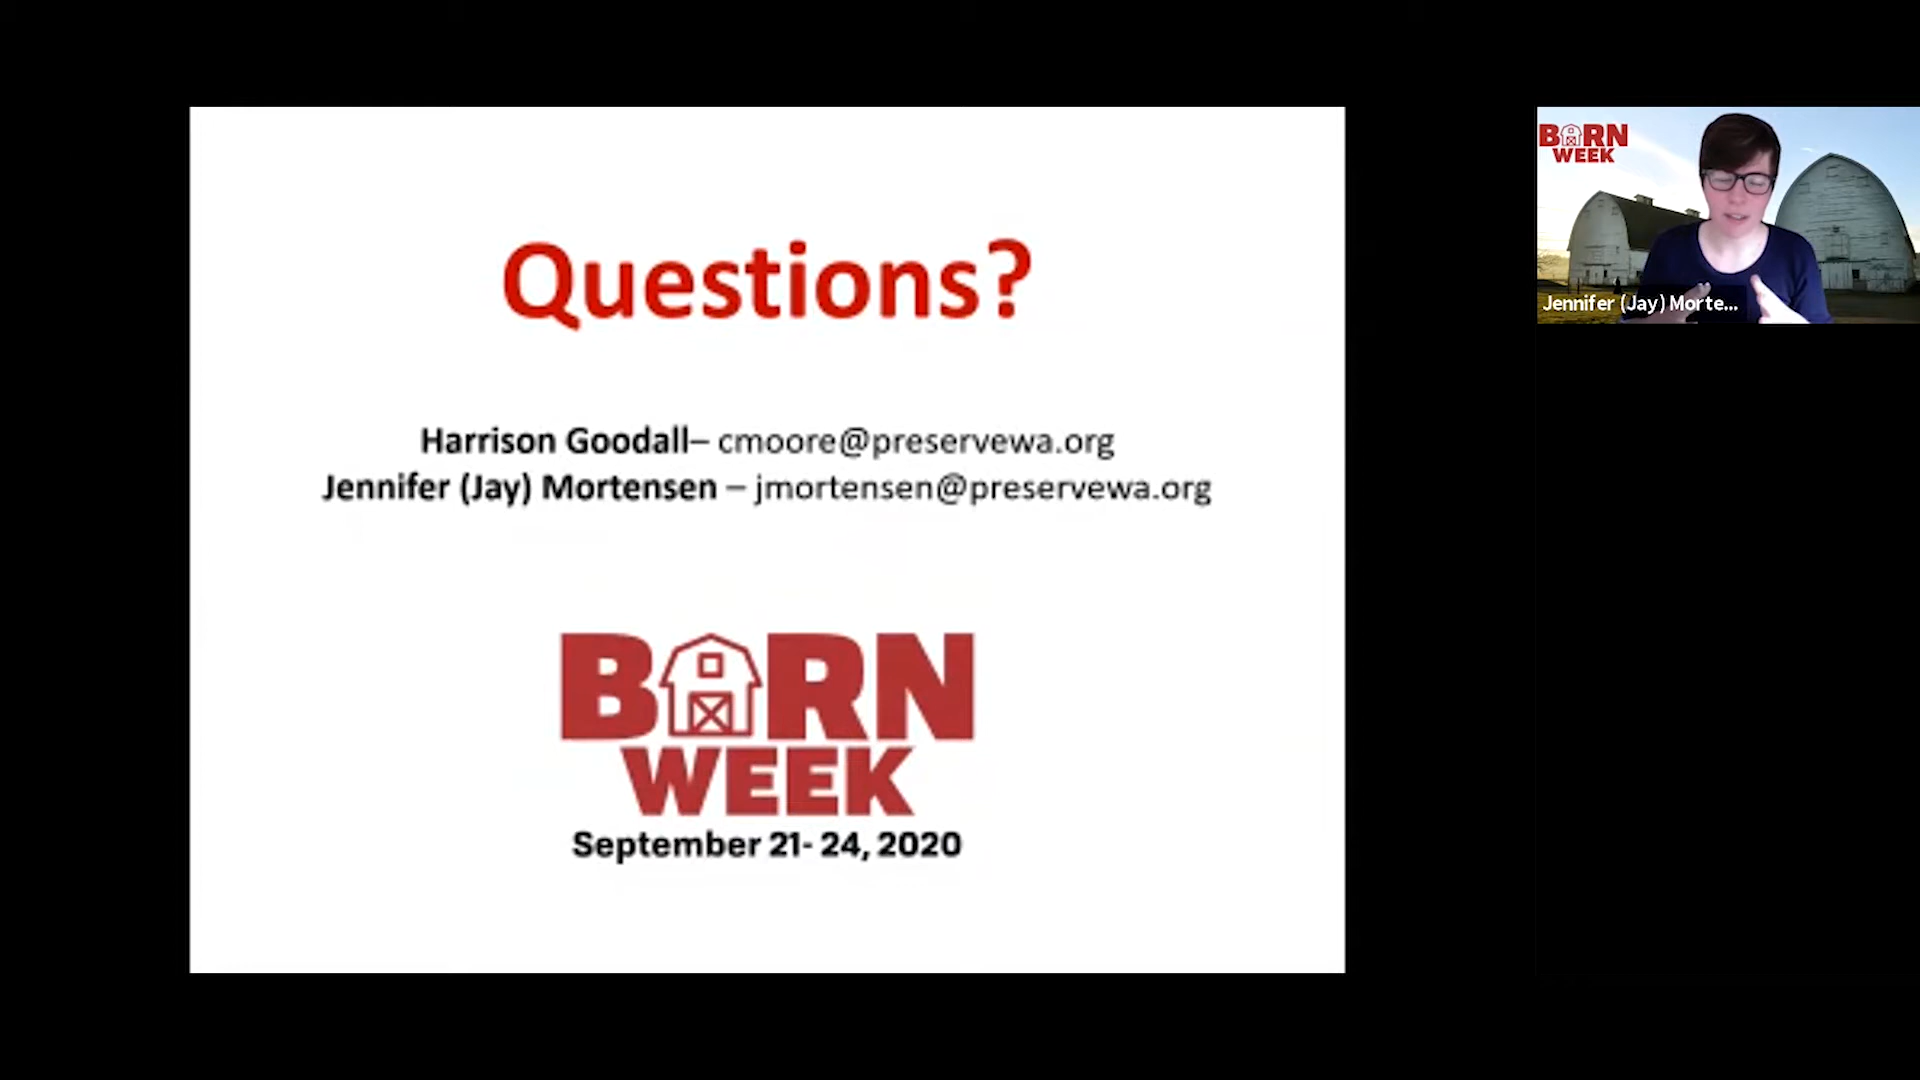 Questions?
Harrison Goodall– cmoore@preservewa.org
Jennifer (Jay) Mortensen – jmortensen@preservewa.org
BARN
WEEK
September 21- 24, 2020
BARN
WEEK
Jennifer (Jay) Morte...